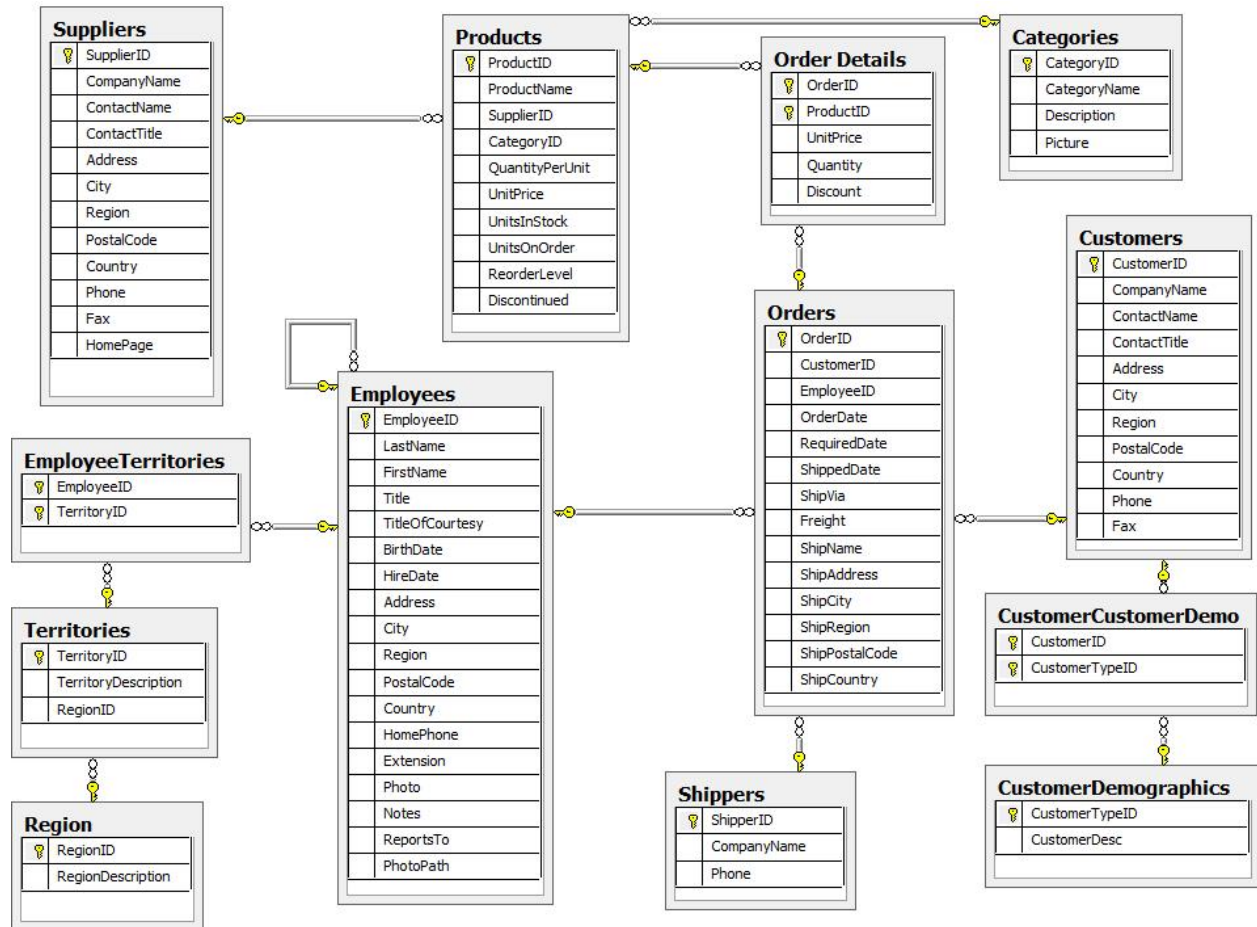 Suppliers
SupplierID
CompanyName
ContactName
ContactTitle
Address
City
Region
PostalCode
Country
Phone
Fax
HomePage
Products
ProductID
ProductName
SupplierID
CategoryID
QuantityPerUnit
UnitPrice
UnitsInStock
UnitsOnOrder
ReorderLevel
Discontinued
Order Details
OrderID
ProductID
UnitPrice
Quantity
Discount
Categories
CategoryID
CategoryName
Description
Picture
Customers
CustomerID
CompanyName
ContactName
ContactTitle
Address
City
Region
PostalCode
Country
Phone
Fax
Orders
OrderID
CustomerID
EmployeeID
OrderDate
RequiredDate
ShippedDate
ShipVia
Freight
ShipName
ShipAddress
ShipCity
ShipRegion
ShipPostalCode
ShipCountry
Employees
EmployeeID
LastName
FirstName
Title
TitleOfCourtesy
BirthDate
HireDate
Address
City
Region
PostalCode
Country
HomePhone
Extension
Photo
Notes
ReportsTo
PhotoPath
EmployeeTerritories
EmployeeID
TerritoryID
Territories
TerritoryID
TerritoryDescription
RegionID
Region
RegionID
RegionDescription
Shippers
ShipperID
CompanyName
Phone
CustomerCustomerDemo
CustomerID
CustomerTypeID
CustomerDemographics
CustomerTypeID
CustomerDesc